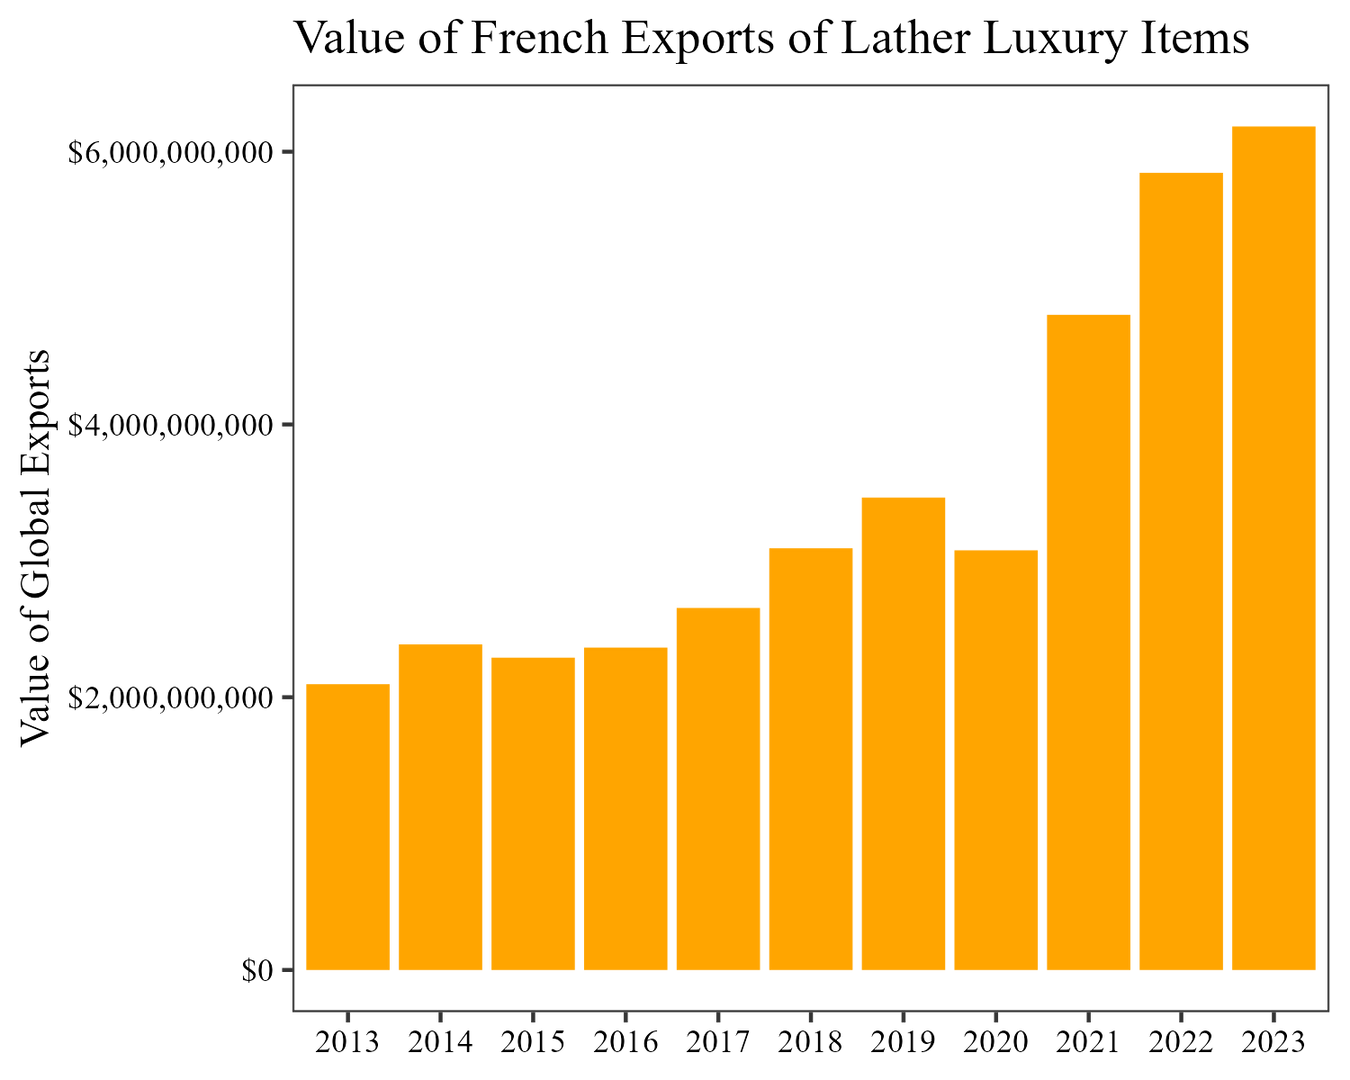 Value of French Exports of Lather Luxury Items
Value of Global Exports
$6,000,000,000
$4,000,000,000
$2,000,000,000
$0
2013 2014 2015 2016 2017 2018 2019 2020 2021 2022 2023